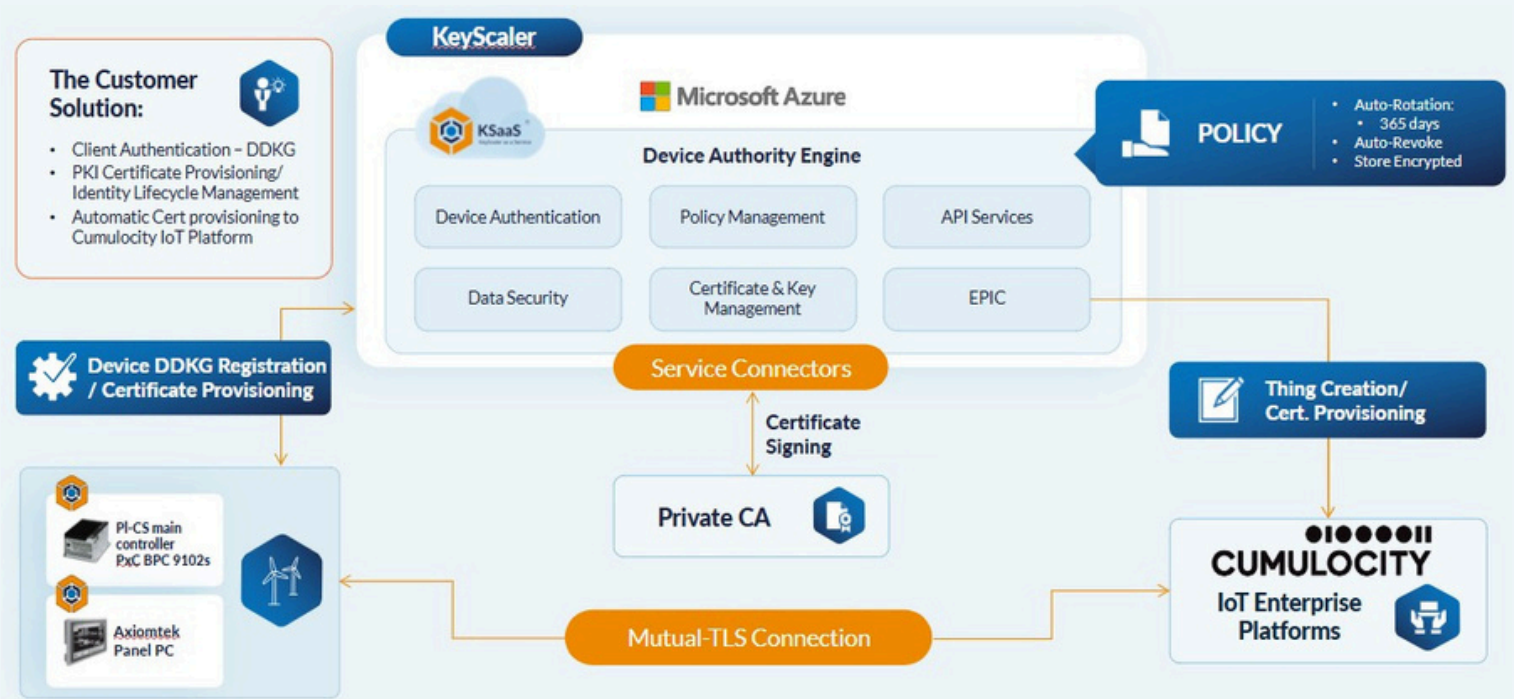 KeyScaler
The Customer
Solution:
• Client Authentication – DDKG
• PKI Certificate Provisioning/
Identity Lifecycle Management
• Automatic Cert provisioning to
Cumulocity IoT Platform
KSaaS
KeyScaler as a Service
Microsoft Azure
Device Authority Engine
Device Authentication
Policy Management
API Services
Data Security
Certificate & Key
Management
EPIC
POLICY
• Auto-Rotation:
• 365 days
• Auto-Revoke
• Store Encrypted
Service Connectors
Device DDKG Registration
/ Certificate Provisioning
Certificate
Signing
Thing Creation/
Cert. Provisioning
Private CA
PI-CS main
controller
PxC BPC 9102s
Axiomtek
Panel PC
CUMULOCITY
IoT Enterprise
Platforms
Mutual-TLS Connection